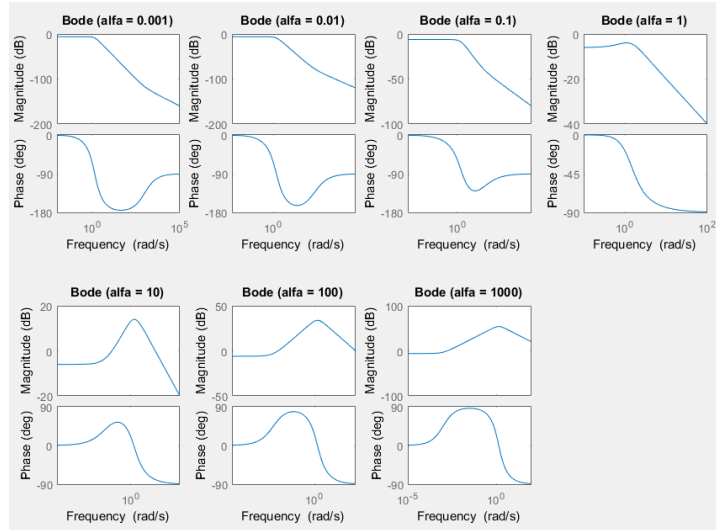 Bode (alfa = 0.001)
Bode (alfa = 0.01)
Bode (alfa = 0.1)
Bode (alfa = 1)
Magnitude (dB)
0
-100
-200
Magnitude (dB)
0
-100
-200
Magnitude (dB)
0
-50
-100
Magnitude (dB)
0
-20
-40
Phase (deg)
0
-90
-180
Phase (deg)
0
-90
-180
Phase (deg)
0
-90
-180
Phase (deg)
0
-45
-90
10^0 10^5
10^0
10^0
10^0 10^2
Frequency (rad/s)
Frequency (rad/s)
Frequency (rad/s)
Frequency (rad/s)
Bode (alfa = 10)
Bode (alfa = 100)
Bode (alfa = 1000)
Magnitude (dB)
20
0
-20
Magnitude (dB)
50
0
-50
Magnitude (dB)
100
0
-100
Phase (deg)
90
0
-90
Phase (deg)
90
0
-90
Phase (deg)
90
0
-90
10^0
10^0
10^-5 10^0
Frequency (rad/s)
Frequency (rad/s)
Frequency (rad/s)